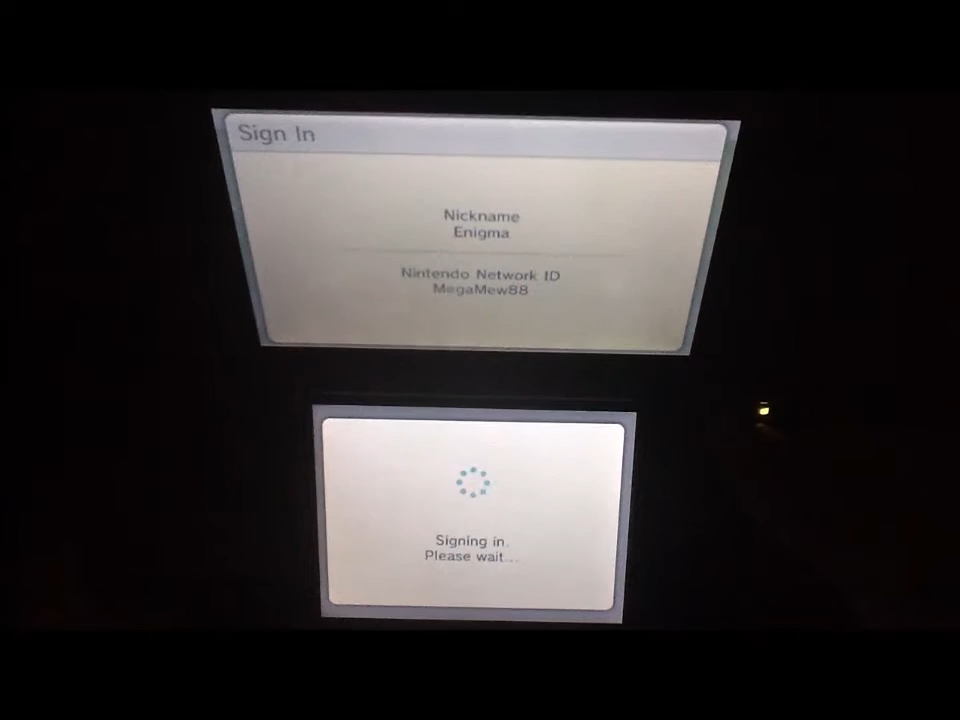 Sign In
Nickname
Enigma
Nintendo Network ID
MegaMew88
Signing in.
Please wait...